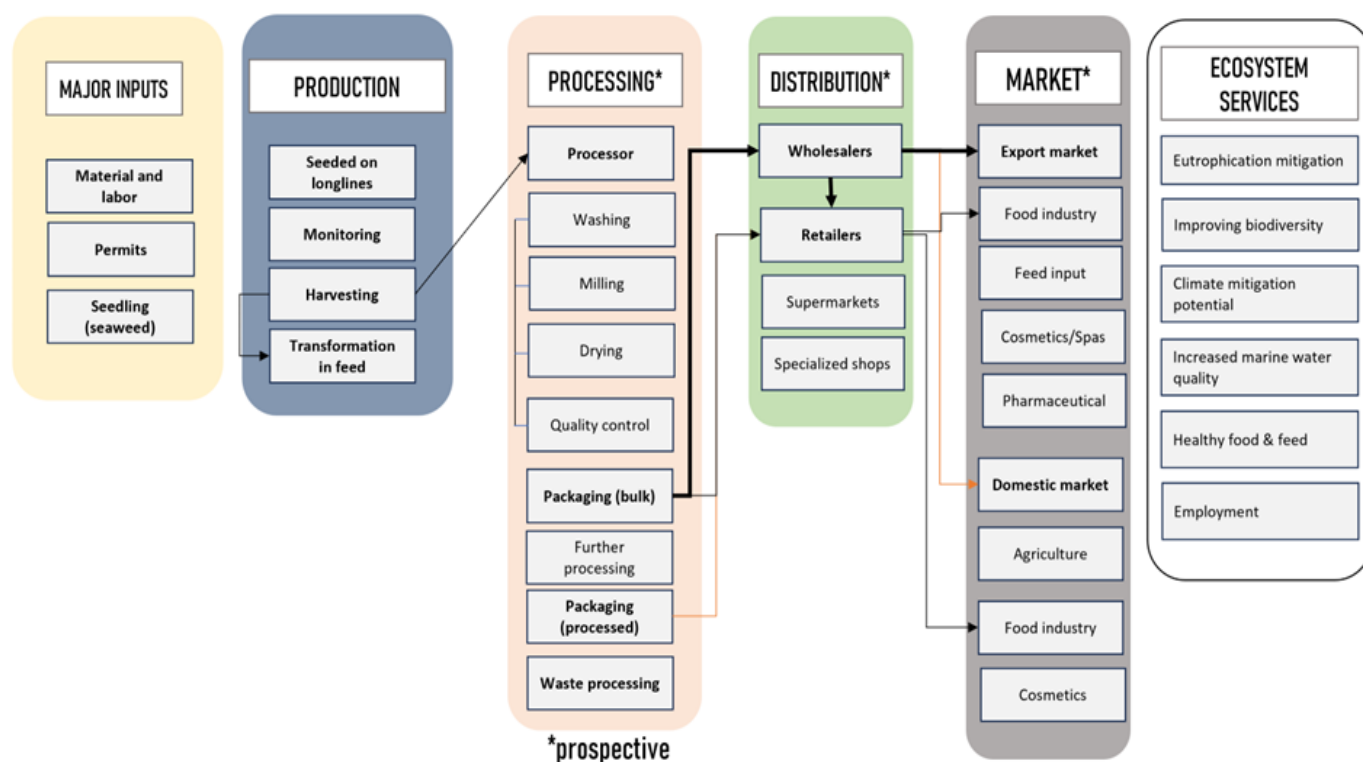 MAJOR INPUTS
Material and
labor
Permits
Seedling
(seaweed)
PRODUCTION
Seeded on
longlines
Monitoring
Harvesting
Transformation
in feed
PROCESSING*
Processor
Washing
Milling
Drying
Quality control
Packaging (bulk)
Further
processing
Packaging
(processed)
Waste processing
*prospective
DISTRIBUTION*
Wholesalers
Retailers
Supermarkets
Specialized shops
MARKET*
Export market
Food industry
Feed input
Cosmetics/Spas
Pharmaceutical
Domestic market
Agriculture
Food industry
Cosmetics
ECOSYSTEM
SERVICES
Eutrophication mitigation
Improving biodiversity
Climate mitigation
potential
Increased marine water
quality
Healthy food & feed
Employment